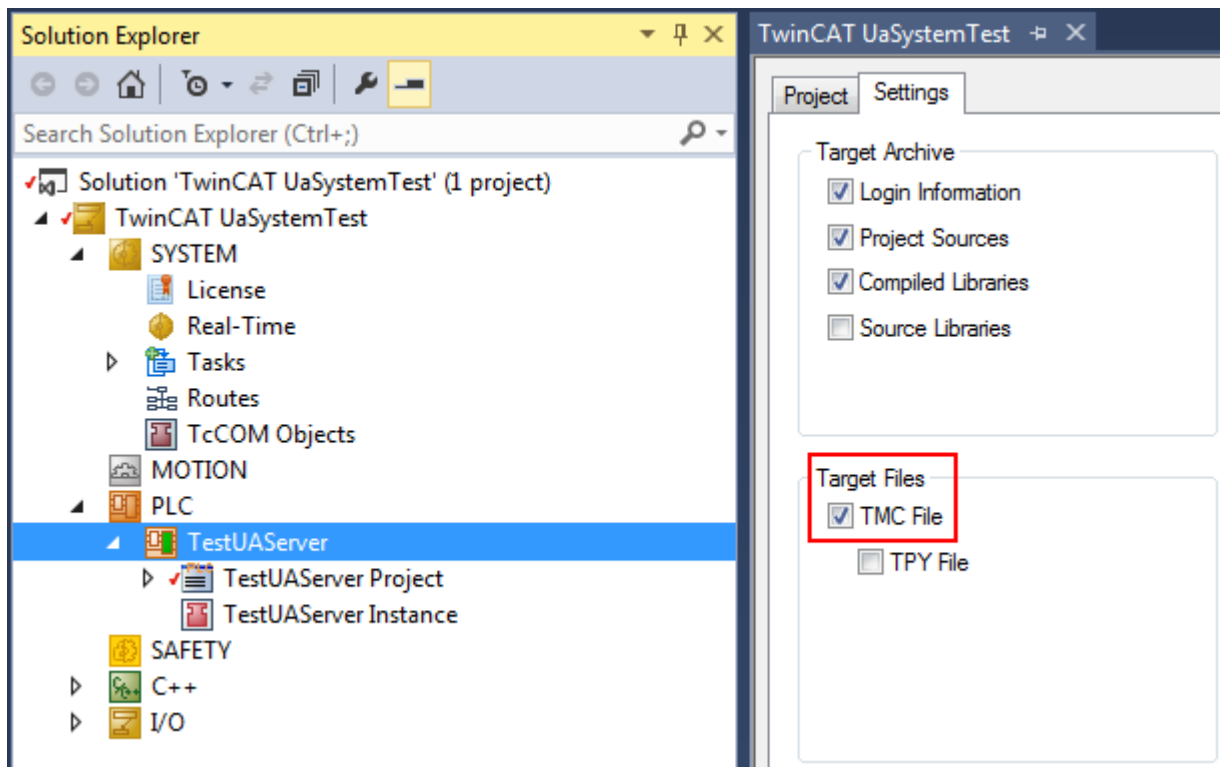 Solution Explorer
Search Solution Explorer (Ctrl+;)
Solution 'TwinCAT UaSystemTest' (1 project)
TwinCAT UaSystemTest
SYSTEM
License
Real-Time
Tasks
Routes
TcCOM Objects
MOTION
PLC
TestUAServer
TestUAServer Project
TestUAServer Instance
SAFETY
C++
I/O
TwinCAT UaSystemTest
Project
Settings
Target Archive
Login Information
Project Sources
Compiled Libraries
Source Libraries
Target Files
TMC File
TPY File